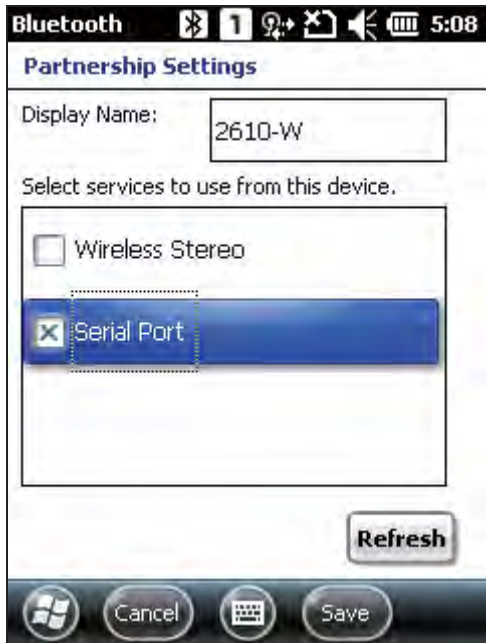 Bluetooth 1 5:08
Partnership Settings
Display Name:
2610-W
Select services to use from this device.
Wireless Stereo
Serial Port
Refresh
Cancel Save